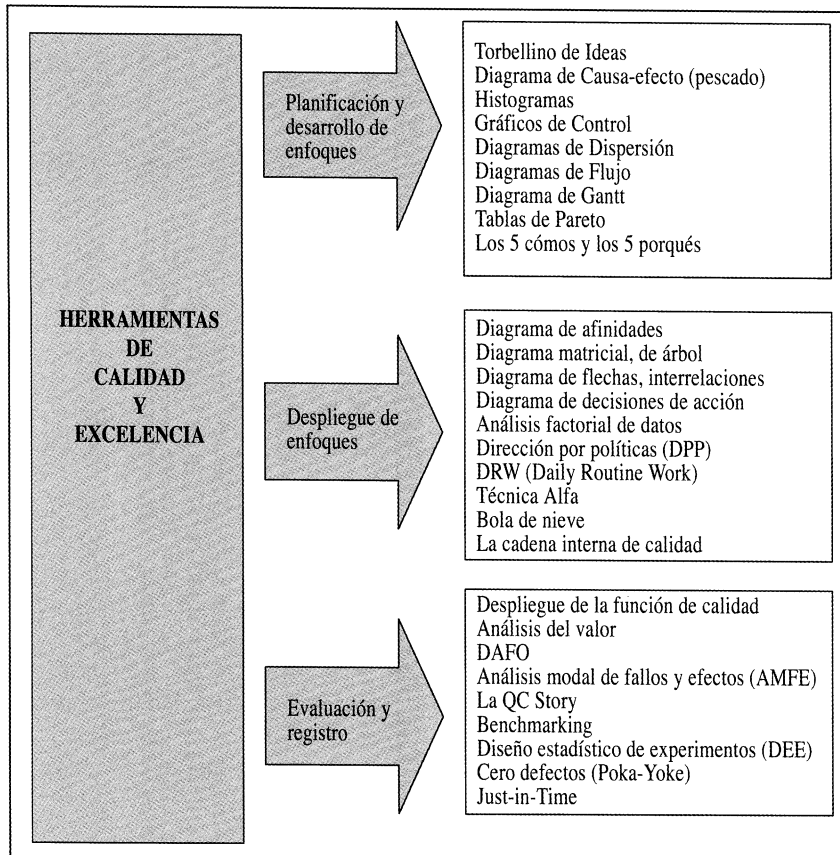 HERRAMIENTAS
DE
CALIDAD
Y
EXCELENCIA
Planificación y
desarrollo de
enfoques
Torbellino de Ideas
Diagrama de Causa-efecto (pescado)
Histogramas
Gráficos de Control
Diagramas de Dispersión
Diagramas de Flujo
Diagrama de Gantt
Tablas de Pareto
Los 5 cómos y los 5 porqués
Despliegue de
enfoques
Diagrama de afinidades
Diagrama matricial, de árbol
Diagrama de flechas, interrelaciones
Diagrama de decisiones de acción
Análisis factorial de datos
Dirección por políticas (DPP)
DRW (Daily Routine Work)
Técnica Alfa
Bola de nieve
La cadena interna de calidad
Evaluación y
registro
Despliegue de la función de calidad
Análisis del valor
DAFO
Análisis modal de fallos y efectos (AMFE)
La QC Story
Benchmarking
Diseño estadístico de experimentos (DEE)
Cero defectos (Poka-Yoke)
Just-in-Time